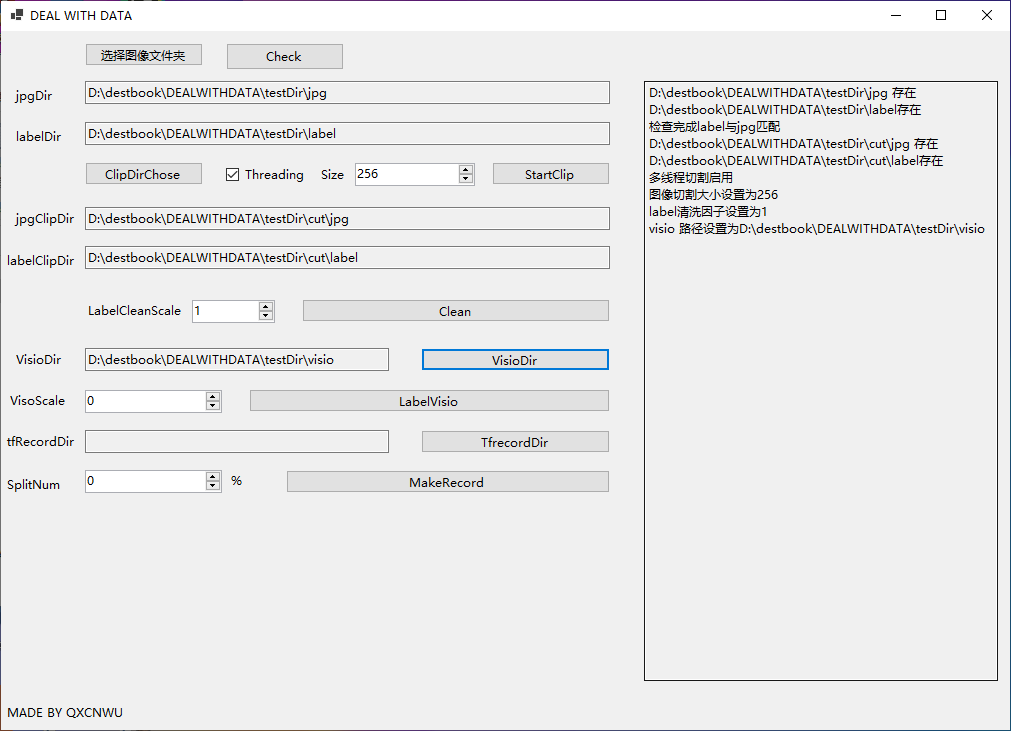 DEAL WITH DATA
选择图像文件夹 Check
jpgDir D:\destbook\DEALWITHDATA\testDir\jpg
labelDir D:\destbook\DEALWITHDATA\testDir\label
ClipDirChose Threading Size 256 StartClip
jpgClipDir D:\destbook\DEALWITHDATA\testDir\cut\jpg
labelClipDir D:\destbook\DEALWITHDATA\testDir\cut\label
LabelCleanScale 1 Clean
VisioDir D:\destbook\DEALWITHDATA\testDir\visio VisioDir
VisoScale 0 LabelVisio
tfRecordDir TfrecordDir
SplitNum 0 % MakeRecord
D:\destbook\DEALWITHDATA\testDir\jpg 存在
D:\destbook\DEALWITHDATA\testDir\label存在
检查完成label与jpg匹配
D:\destbook\DEALWITHDATA\testDir\cut\jpg 存在
D:\destbook\DEALWITHDATA\testDir\cut\label存在
多线程切割启用
图像切割大小设置为256
label清洗因子设置为1
visio 路径设置为D:\destbook\DEALWITHDATA\testDir\visio
MADE BY QXCNWU